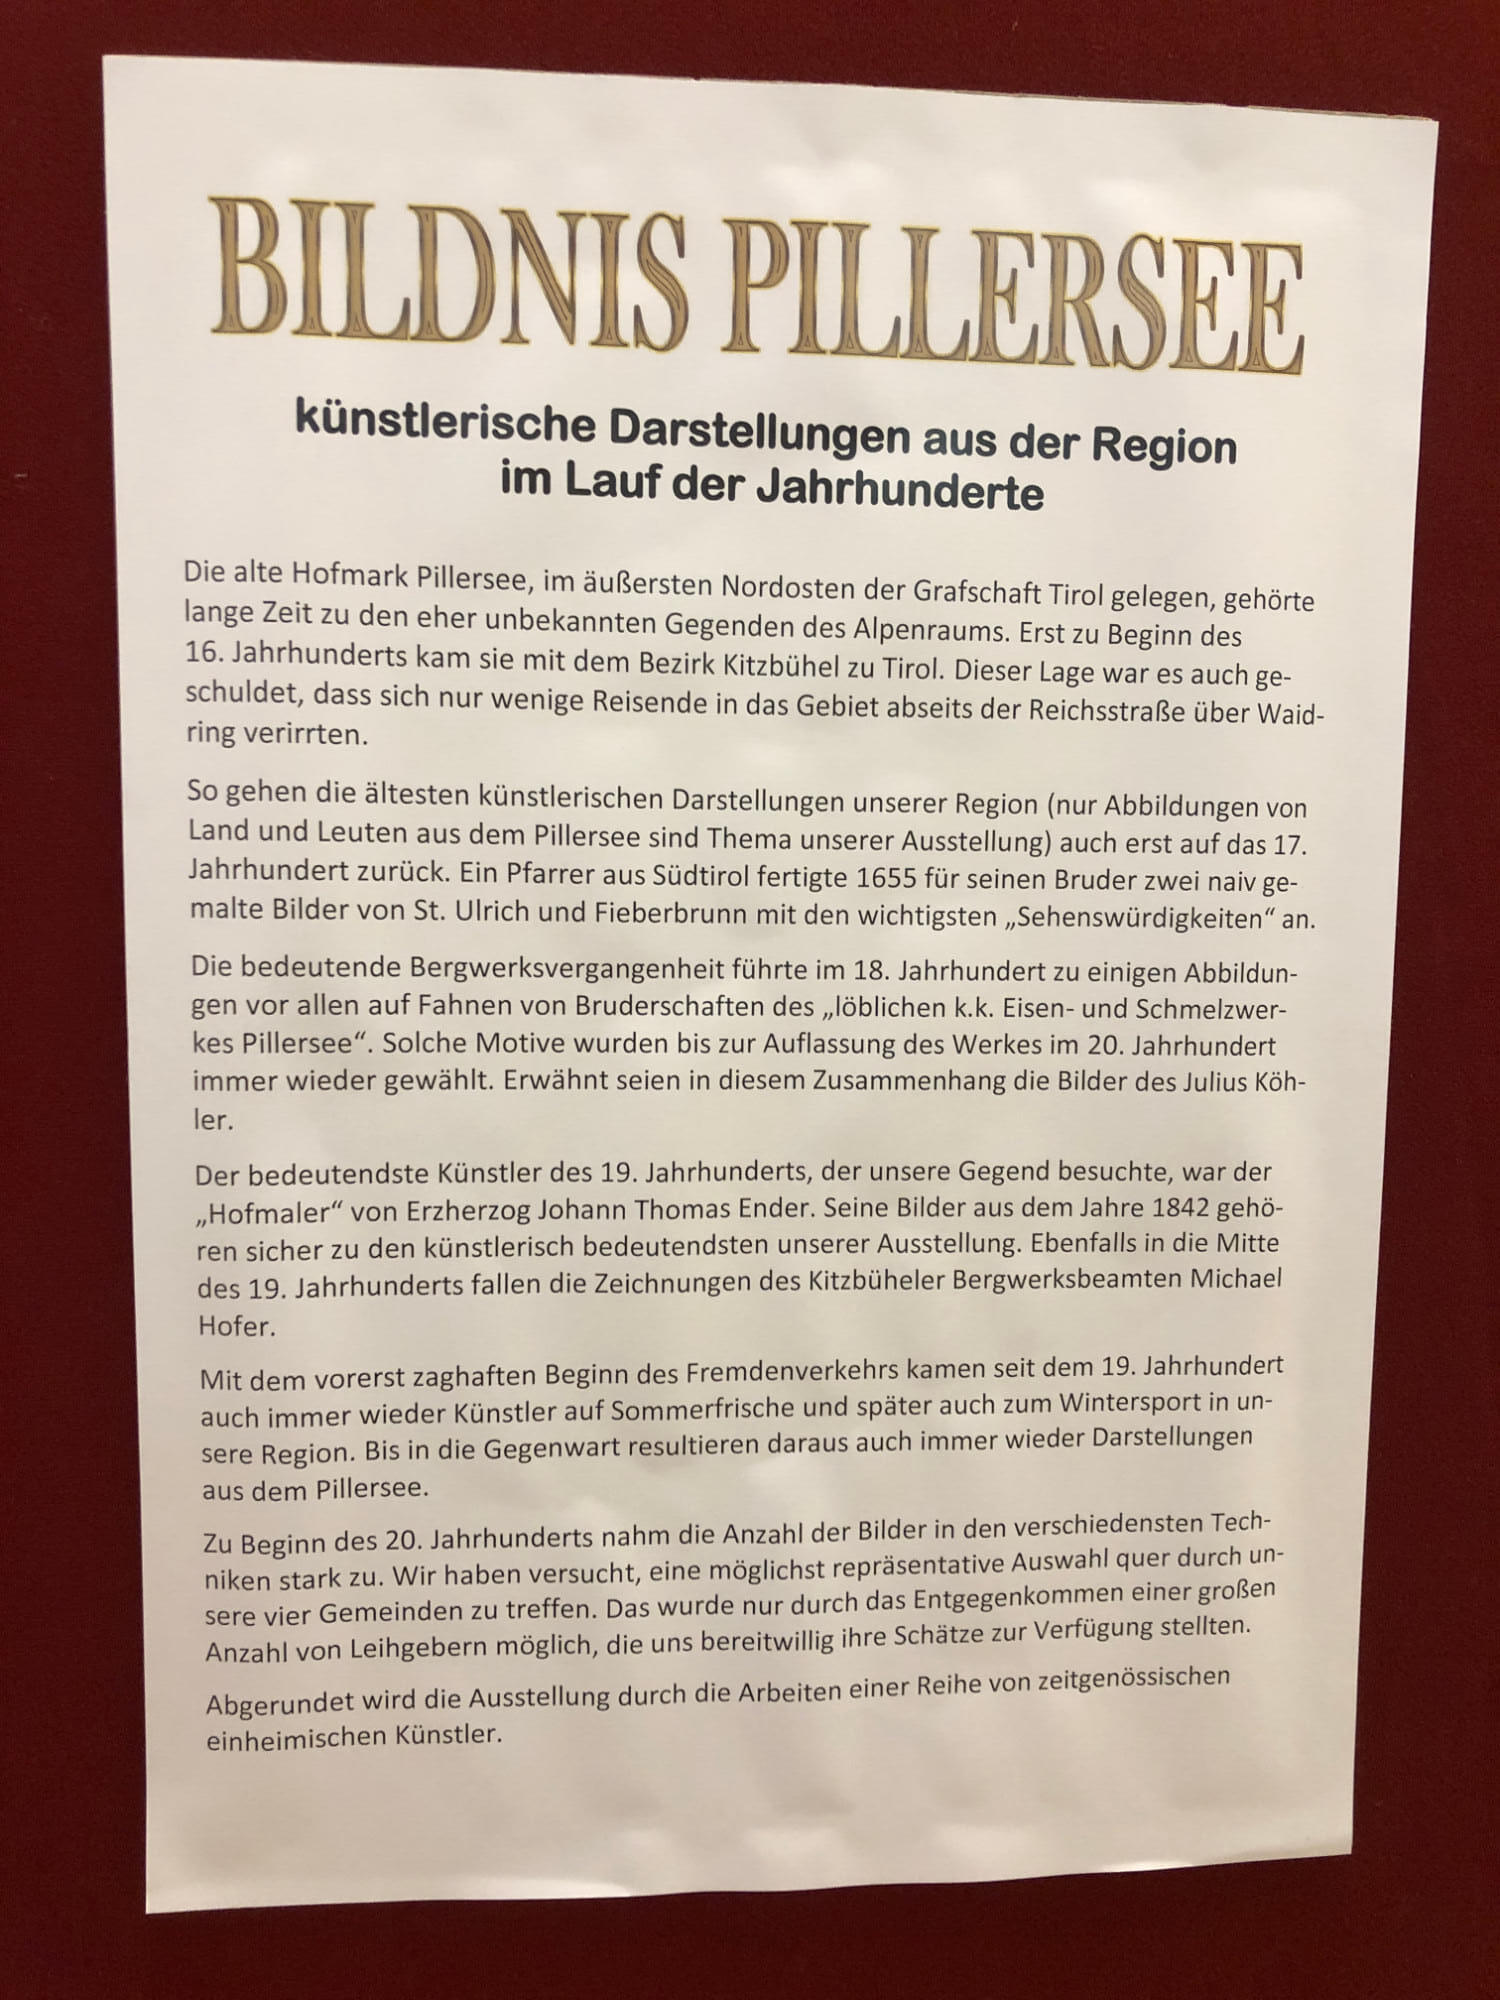 BILDNIS PILLERSEE
künstlerische Darstellungen aus der Region
im Lauf der Jahrhunderte
Die alte Hofmark Pillersee, im äußersten Nordosten der Grafschaft Tirol gelegen, gehörte
lange Zeit zu den eher unbekannten Gegenden des Alpenraums. Erst zu Beginn des
16. Jahrhunderts kam sie mit dem Bezirk Kitzbühel zu Tirol. Dieser Lage war es auch ge-
schuldet, dass sich nur wenige Reisende in das Gebiet abseits der Reichsstraße über Waid-
ring verirrten.
So gehen die ältesten künstlerischen Darstellungen unserer Region (nur Abbildungen von
Land und Leuten aus dem Pillersee sind Thema unserer Ausstellung) auch erst auf das 17.
Jahrhundert zurück. Ein Pfarrer aus Südtirol fertigte 1655 für seinen Bruder zwei naiv ge-
malte Bilder von St. Ulrich und Fieberbrunn mit den wichtigsten „Sehenswürdigkeiten“ an.
Die bedeutende Bergwerksvergangenheit führte im 18. Jahrhundert zu einigen Abbildun-
gen vor allen auf Fahnen von Bruderschaften des „löblichen k.k. Eisen- und Schmelzwer-
kes Pillersee“. Solche Motive wurden bis zur Auflassung des Werkes im 20. Jahrhundert
immer wieder gewählt. Erwähnt seien in diesem Zusammenhang die Bilder des Julius Köh-
ler.
Der bedeutendste Künstler des 19. Jahrhunderts, der unsere Gegend besuchte, war der
„Hofmaler“ von Erzherzog Johann Thomas Ender. Seine Bilder aus dem Jahre 1842 gehö-
ren sicher zu den künstlerisch bedeutendsten unserer Ausstellung. Ebenfalls in die Mitte
des 19. Jahrhunderts fallen die Zeichnungen des Kitzbüheler Bergwerksbeamten Michael
Hofer.
Mit dem vorerst zaghaften Beginn des Fremdenverkehrs kamen seit dem 19. Jahrhundert
auch immer wieder Künstler auf Sommerfrische und später auch zum Wintersport in un-
sere Region. Bis in die Gegenwart resultieren daraus auch immer wieder Darstellungen
aus dem Pillersee.
Zu Beginn des 20. Jahrhunderts nahm die Anzahl der Bilder in den verschiedensten Tech-
niken stark zu. Wir haben versucht, eine möglichst repräsentative Auswahl quer durch un-
sere vier Gemeinden zu treffen. Das wurde nur durch das Entgegenkommen einer großen
Anzahl von Leihgebern möglich, die uns bereitwillig ihre Schätze zur Verfügung stellten.
Abgerundet wird die Ausstellung durch die Arbeiten einer Reihe von zeitgenössischen
einheimischen Künstler.